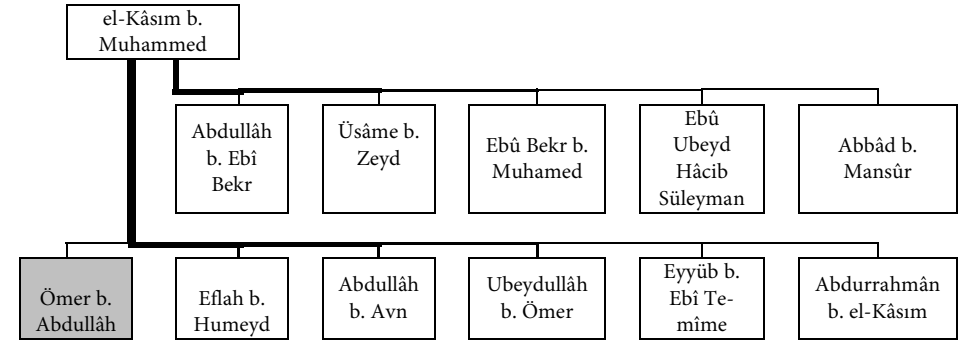 el-Kâsım b.
Muhammed
Abdullâh
b. Ebî
Bekr
Üsâme b.
Zeyd
Ebû Bekr b.
Muhamed
Ebû
Ubeyd
Hâcib
Süleyman
Abbâd b.
Mansûr
Ömer b.
Abdullâh
Eflah b.
Humeyd
Abdullâh
b. Avn
Ubeydullâh
b. Ömer
Eyyüb b.
Ebî Te-
mîme
Abdurrahmân
b. el-Kâsım